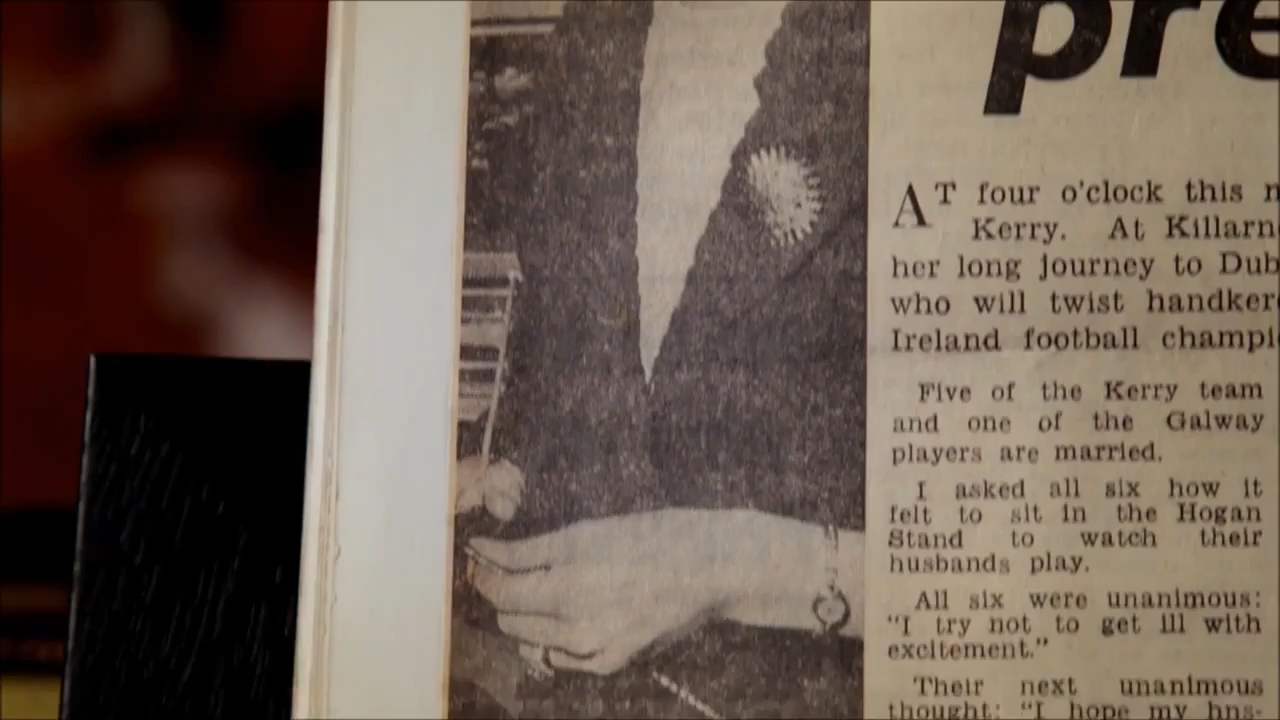 pre
AT four o'clock this m
Kerry. At Killarn
her long journey to Dub
who will twist handker
Ireland football champi
Five of the Kerry team
and one of the Galway
players are married.
I asked all six how it
felt to sit in the Hogan
Stand to watch their
husbands play.
All six were unanimous:
"I try not to get ill with
excitement."
Their next unanimous
thought: "I hope my hns-